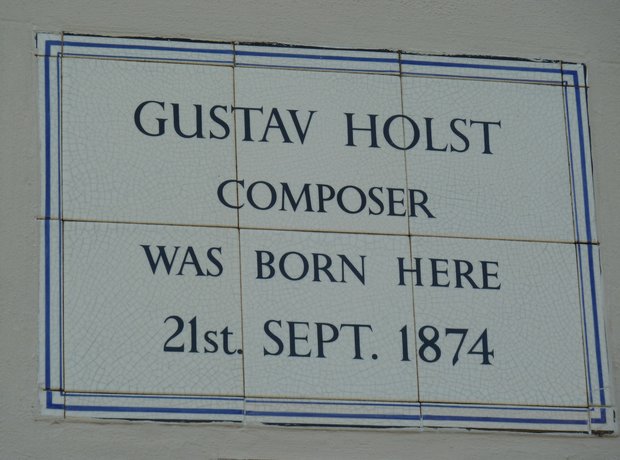 GUSTAV HOLST
COMPOSER
WAS BORN HERE
21st. SEPT. 1874